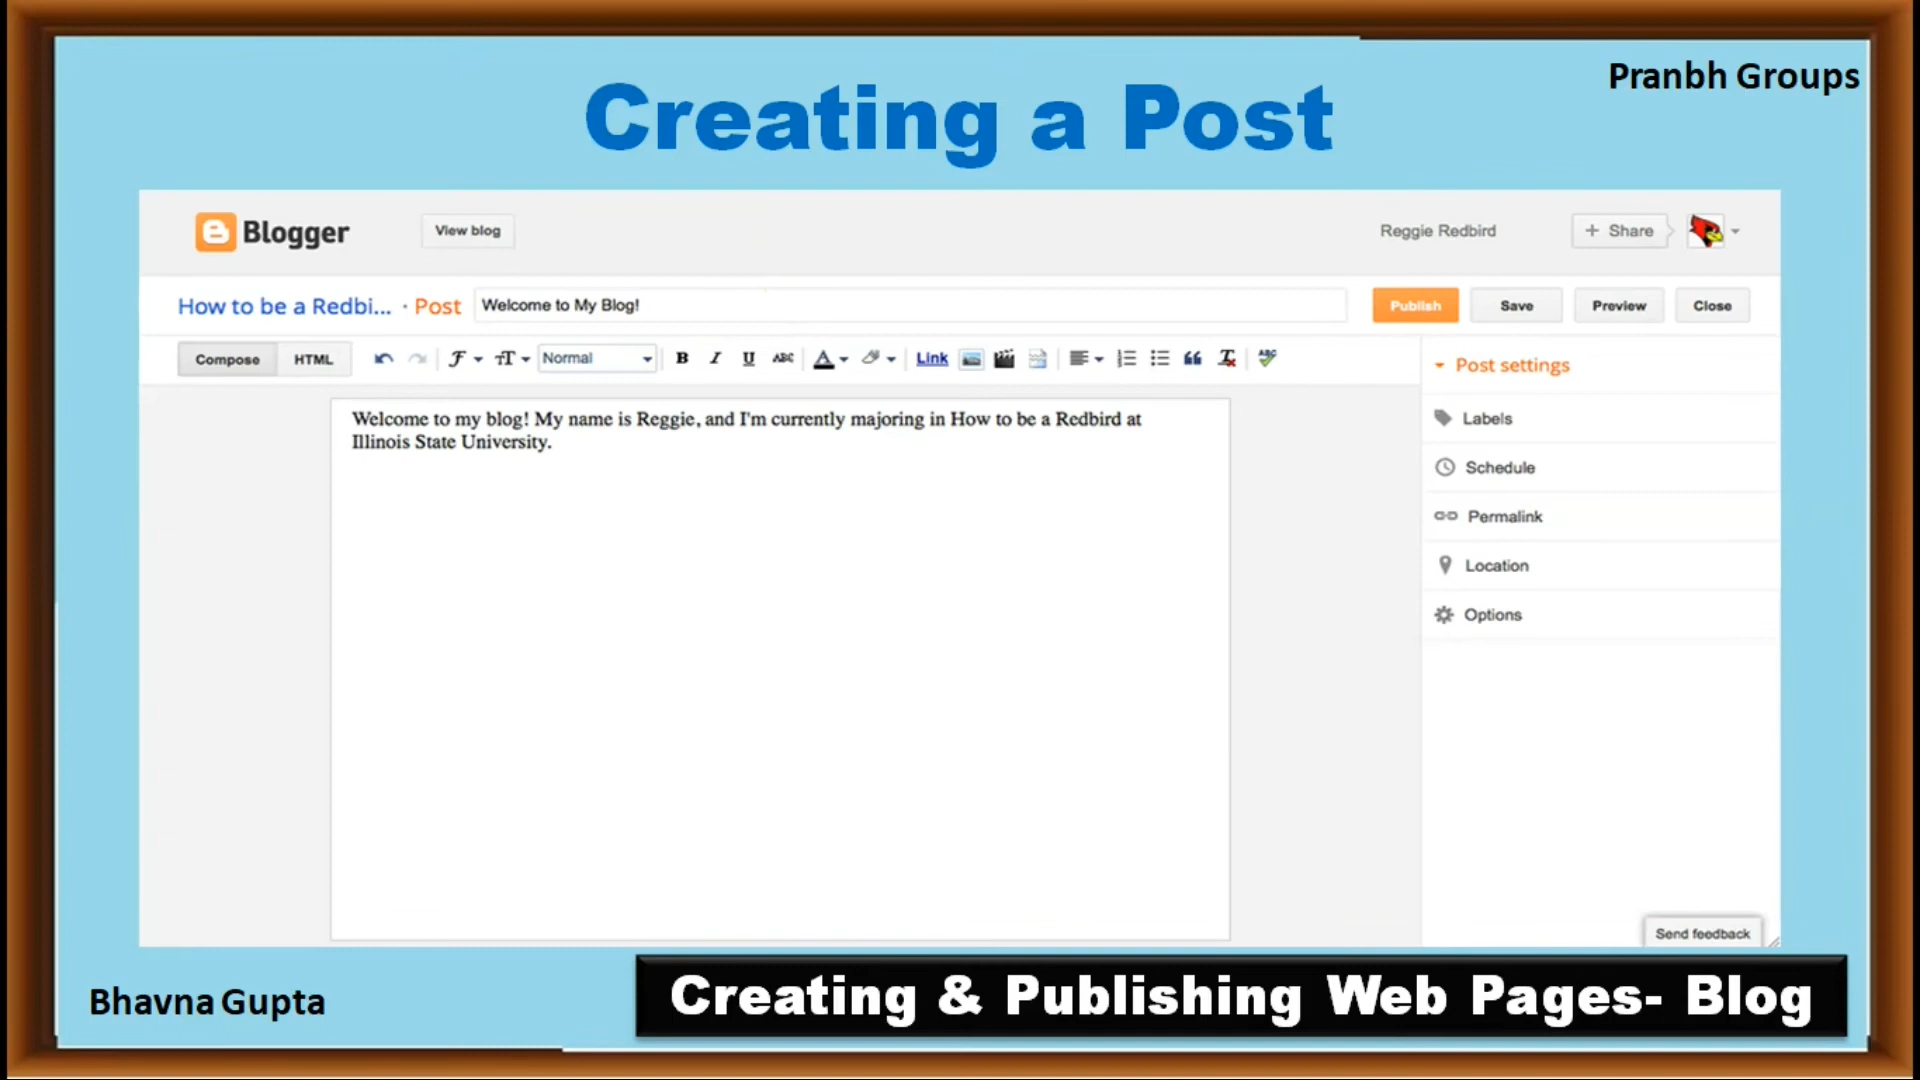 Pranbh Groups
Creating a Post
Blogger
View blog
Reggie Redbird
+ Share
How to be a Redbi... · Post
Welcome to My Blog!
Publish
Save
Preview
Close
Compose
HTML
Normal
B I U ABC
A
Link
Post settings
Welcome to my blog! My name is Reggie, and I'm currently majoring in How to be a Redbird at
Illinois State University.
Labels
Schedule
Permalink
Location
Options
Send feedback
Bhavna Gupta
Creating & Publishing Web Pages- Blog